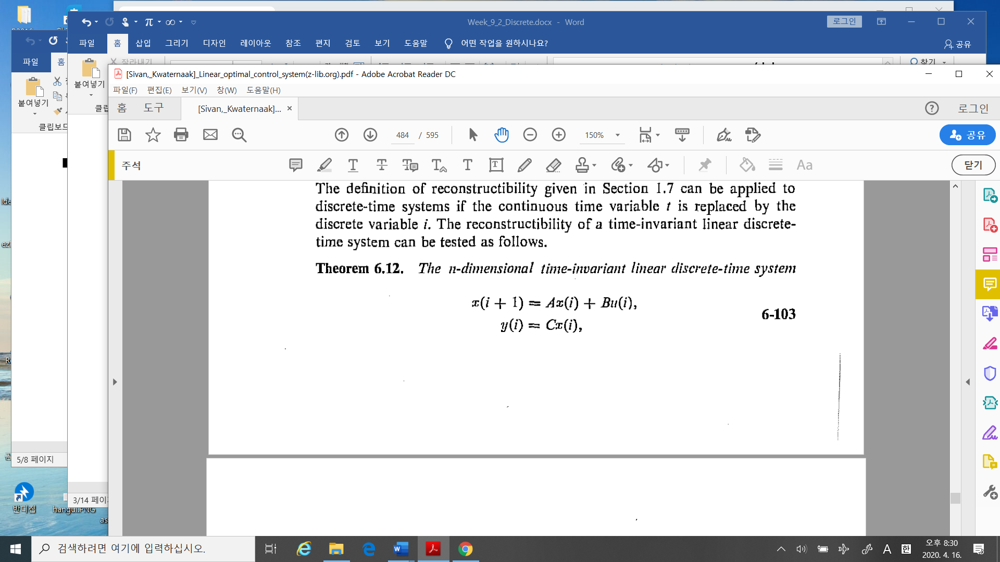 Week_9_2_Discrete.docx - Word
로그인
파일 홈 삽입 그리기 디자인 레이아웃 참조 편지 검토 보기 도움말 어떤 작업을 원하시나요? 공유
파일 홈
잘라내기
찾기
붙여넣기
붙여넣기
클립보드
[Sivan,_Kwaternaak]_Linear_optimal_control_system(z-lib.org).pdf - Adobe Acrobat Reader DC
파일(F) 편집(E) 보기(V) 창(W) 도움말(H)
홈 도구 [Sivan,_Kwaternaak]... × 로그인
484 / 595 150% 공유
주석 Aa 닫기
The definition of reconstructibility given in Section 1.7 can be applied to
discrete-time systems if the continuous time variable t is replaced by the
discrete variable i. The reconstructibility of a time-invariant linear discrete-
time system can be tested as follows.
Theorem 6.12. The n-dimensional time-invariant linear discrete-time system
x(i + 1) = Ax(i) + Bu(i),
6-103
y(i) = Cx(i),
5/8 페이지
3/14 페이지
반디집
hangul.PNG
as
검색하려면 여기에 입력하십시오.
A 한
오후 8:30
2020. 4. 16.